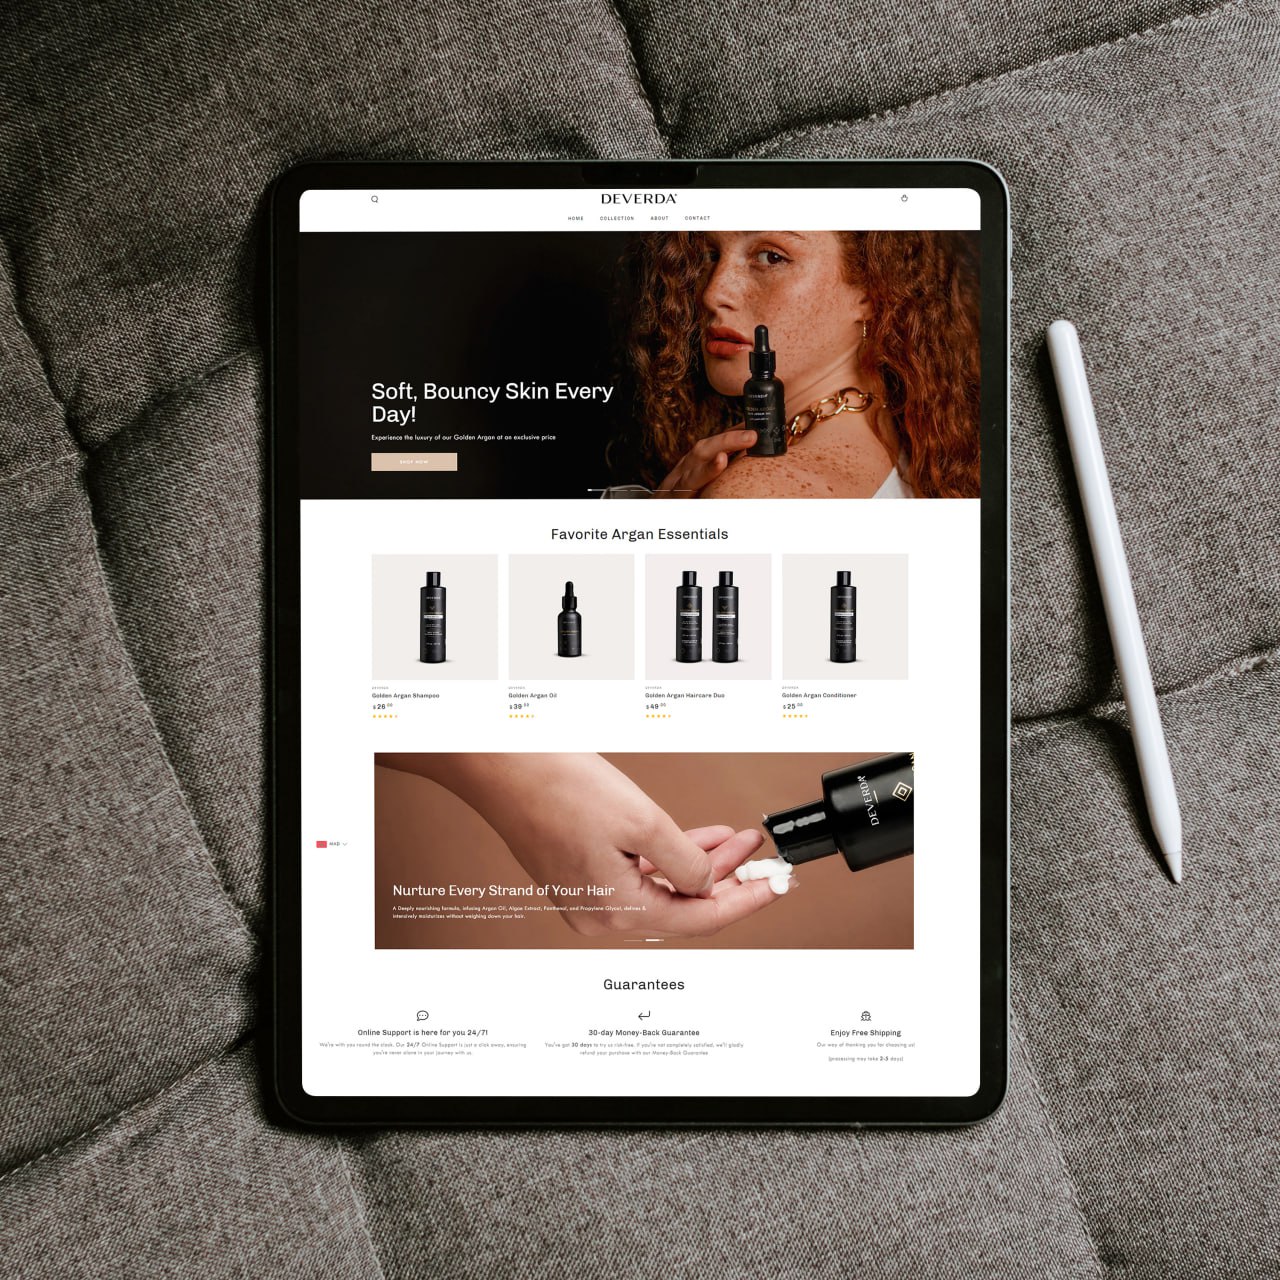 DEVERDA
HOME COLLECTION ABOUT CONTACT
Soft, Bouncy Skin Every
Day!
Experience the luxury of our Golden Argan at an exclusive price
SHOP NOW
Favorite Argan Essentials
DEVERDA
Golden Argan Shampoo
$26.00
DEVERDA
Golden Argan Oil
DEVERDA
Golden Argan Haircare Duo
DEVERDA
Golden Argan Conditioner
DEVERDA
MAD
Nurture Every Strand of Your Hair
A Deeply nourishing formula, infusing Argan Oil, Algae Extract, Panthenol, and Propylene Glycol, defines &
intensively moisturizes without weighing down your hair.
Guarantees
Online Support is here for you 24/7!
We're with you round the clock. Our 24/7 Online Support is just a click away, ensuring
you're never alone in your journey with us.
30-day Money-Back Guarantee
You've got 30 days to try us risk-free. If you're not completely satisfied, we'll gladly
refund your purchase with our Money-Back Guarantee
Enjoy Free Shipping
Our way of thanking you for shopping us!
(processing may take 2-5 days)